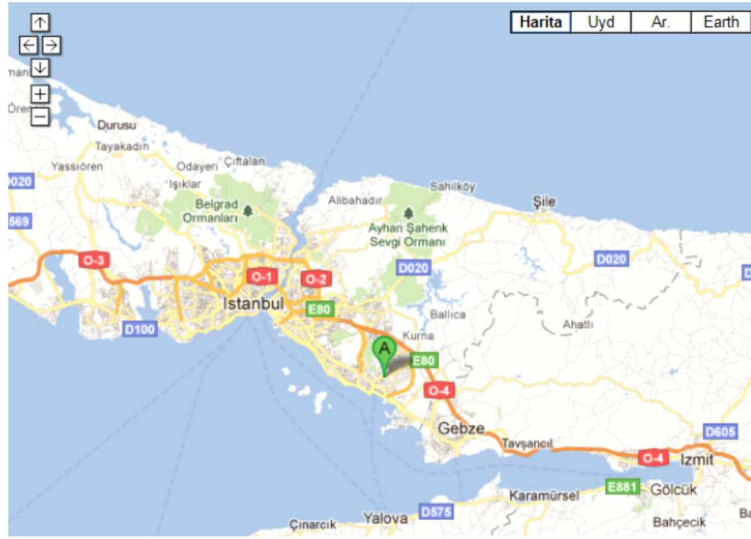 Harita Uyd Ar. Earth
Durusu
Tayakadın
Yassıören
Odayeri
Çiftalan
Işıklar
D020
Belgrad
Ormanları
Alibahadır
Sahilköy
Şile
Ayhan Şahenk
Sevgi Ormanı
O-3
O-1
O-2
D020
D020
Istanbul
E80
D100
Ballıca
Kurna
Ahatlı
A
E80
O-4
Gebze
Tavşancıl
D605
O-4
Izmit
E881
Gölcük
Karamürsel
D575
Yalova
Çınarcık
Bahçecik